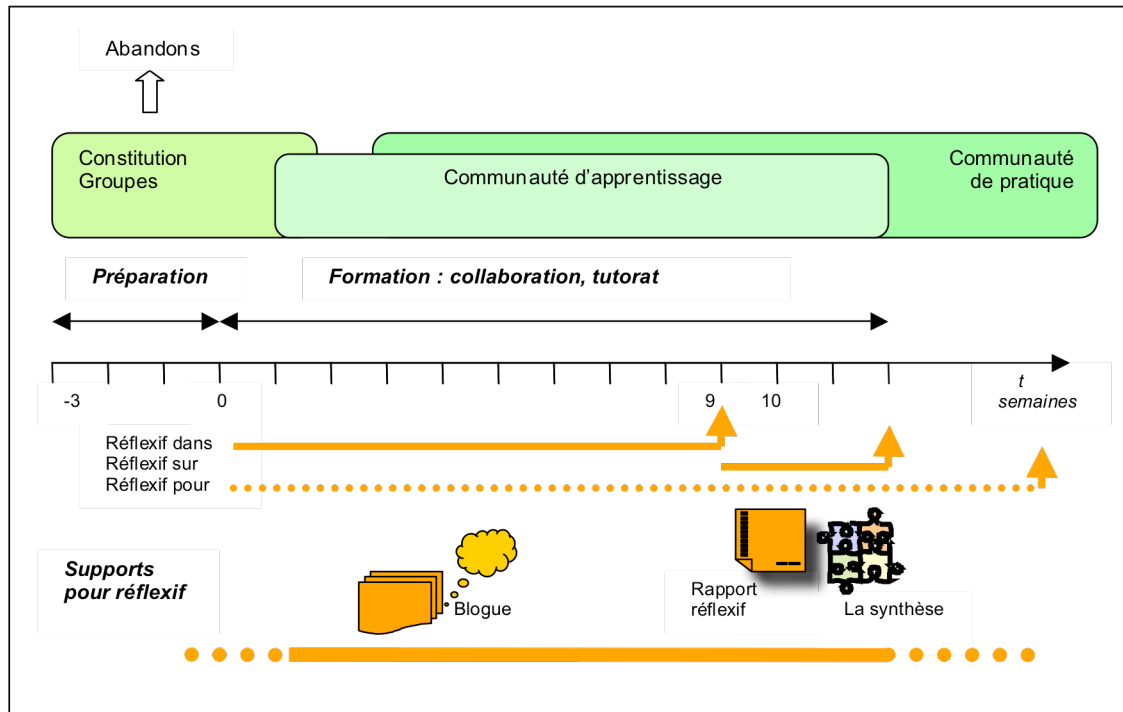 Abandons
Constitution
Groupes
Communauté d'apprentissage
Communauté
de pratique
Préparation
Formation : collaboration, tutorat
-3
0
9
10
t
semaines
Réflexif dans
Réflexif sur
Réflexif pour
Supports
pour réflexif
Blogue
Rapport
réflexif
La synthèse